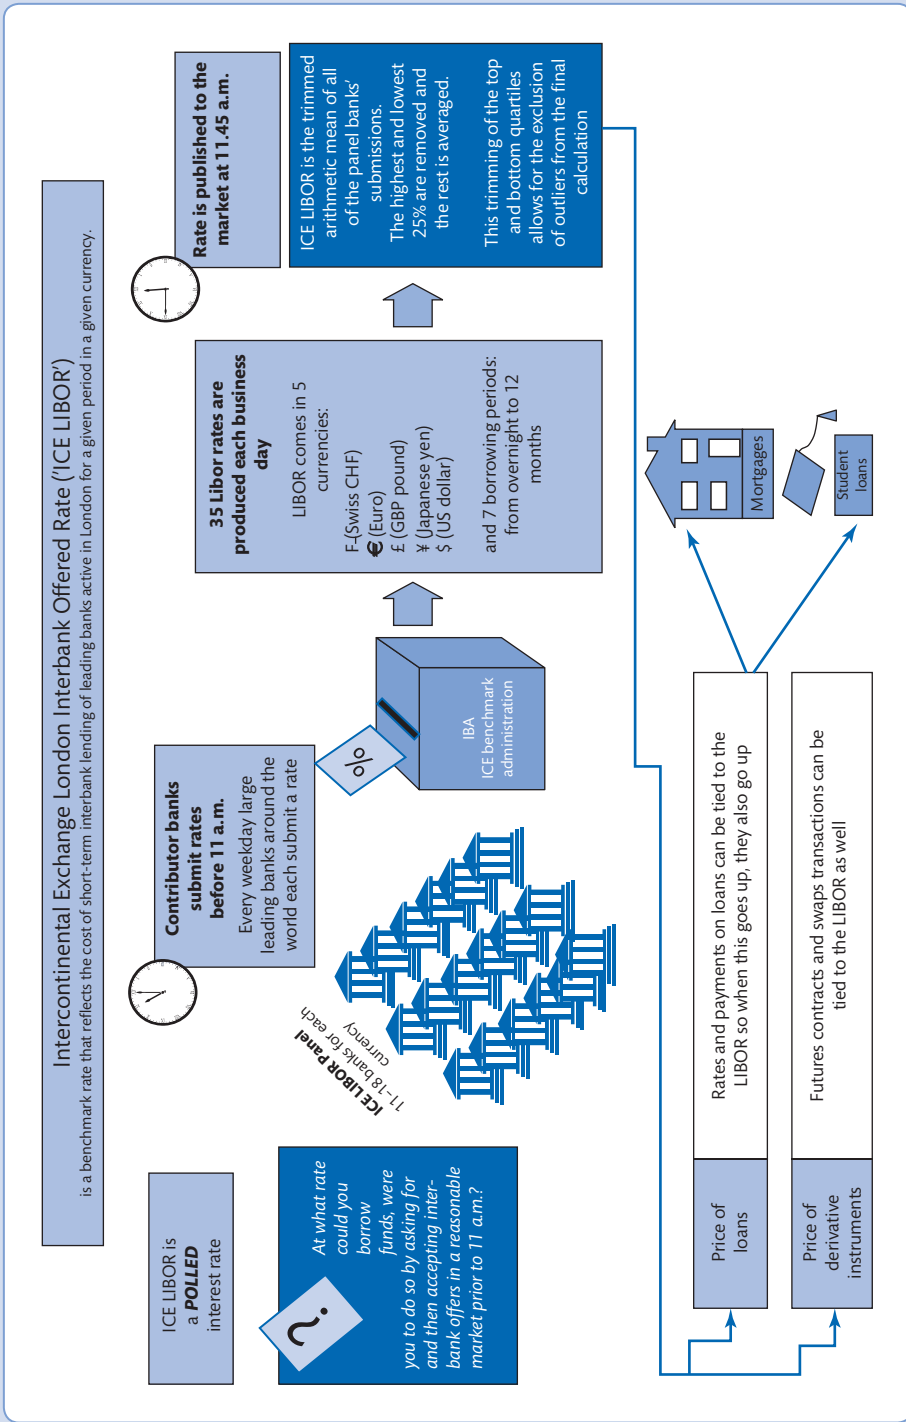 Intercontinental Exchange London Interbank Offered Rate ('ICE LIBOR')
is a benchmark rate that reflects the cost of short-term interbank lending of leading banks active in London for a given period in a given currency.
ICE LIBOR is
a POLLED
interest rate
?
At what rate
could you
borrow
funds, were
you to do so by asking for
and then accepting inter-
bank offers in a reasonable
market prior to 11 a.m.?
ICE LIBOR Panel
11–18 banks for each
currency
Contributor banks
submit rates
before 11 a.m.
Every weekday large
leading banks around the
world each submit a rate
%
IBA
ICE benchmark
administration
35 Libor rates are
produced each business
day
LIBOR comes in 5
currencies:
F-(Swiss CHF)
€ (Euro)
£ (GBP pound)
¥ (Japanese yen)
$ (US dollar)
and 7 borrowing periods:
from overnight to 12
months
Rate is published to the
market at 11.45 a.m.
ICE LIBOR is the trimmed
arithmetic mean of all
of the panel banks'
submissions.
The highest and lowest
25% are removed and
the rest is averaged.
This trimming of the top
and bottom quartiles
allows for the exclusion
of outliers from the final
calculation
Price of
loans
Rates and payments on loans can be tied to the
LIBOR so when this goes up, they also go up
Mortgages
Student
loans
Price of
derivative
instruments
Futures contracts and swaps transactions can be
tied to the LIBOR as well